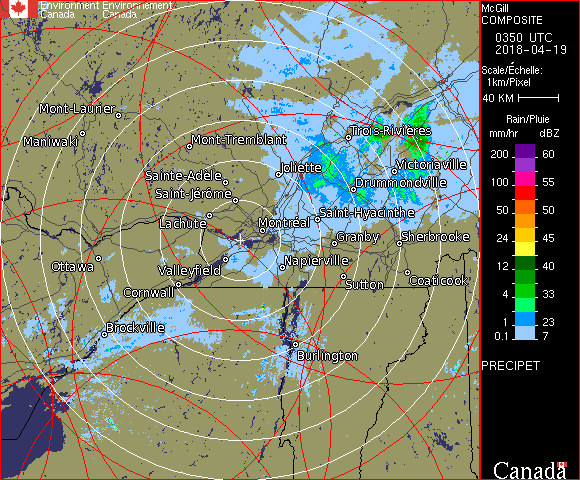 Environment Environnement
Canada Canada
McGill
COMPOSITE
0350 UTC
2018-04-19
Scale/Échelle:
1km/Pixel
40 KM
Rain/Pluie
mm/hr dBZ
200 60
100 55
50 50
24 45
12 40
4 33
1 23
0.1 7
PRECIPET
Canada
Mont-Laurier
Maniwaki
Mont-Tremblant
Trois-Rivières
Sainte-Adèle
Joliette
Victoriaville
Drummondville
Saint-Jérôme
Lachute
Saint-Hyacinthe
Montréal
Granby
Sherbrooke
Ottawa
Valleyfield
Napierville
Cornwall
Sutton
Coaticook
Brockville
Burlington